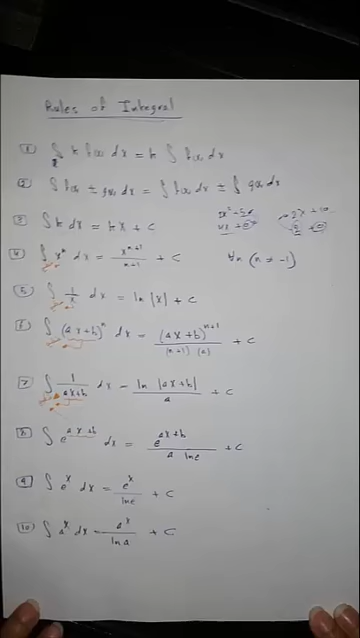 Rules of Integral
1 ∫ k f(x) dx = k ∫ f(x) dx
2 ∫ f(x) ± g(x) dx = ∫ f(x) dx ± ∫ g(x) dx
3 ∫ k dx = kx + c
4 ∫ xⁿ dx = xⁿ⁺¹/n+1 + c ∀n (n ≠ -1)
5 ∫ 1/x dx = ln |x| + c
6 ∫ (ax+b)ⁿ dx = (ax+b)ⁿ⁺¹/(n+1) (a) + c
7 ∫ 1/ax+b dx = ln |ax+b|/a + c
8 ∫ e^ax+b dx = e^ax+b/a lne + c
9 ∫ eˣ dx = eˣ/lne + c
10 ∫ aˣ dx = aˣ/ln a + c